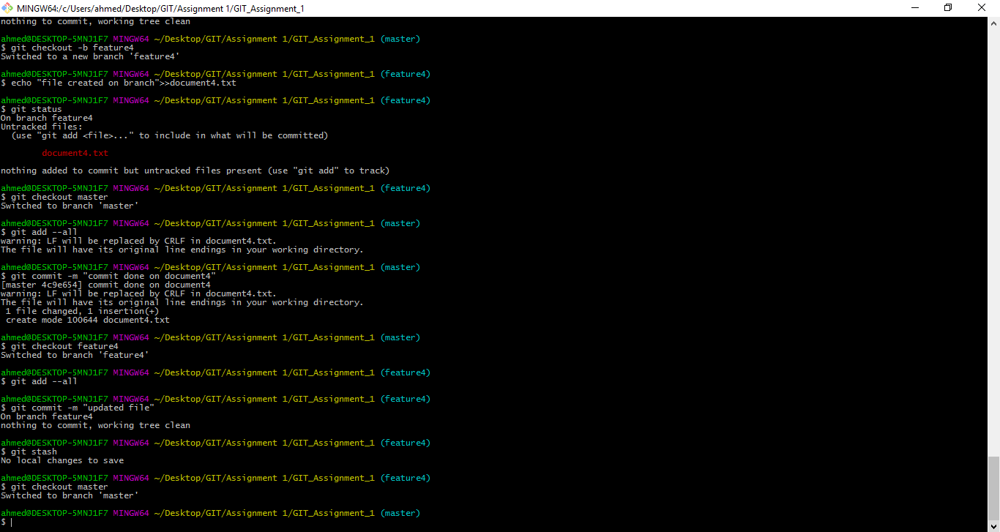 MINGW64:/c/Users/ahmed/Desktop/GIT/Assignment 1/GIT_Assignment_1
nothing to commit, working tree clean
ahmed@DESKTOP-5MNJ1F7 MINGW64 ~/Desktop/GIT/Assignment 1/GIT_Assignment_1 (master)
$ git checkout -b feature4
Switched to a new branch 'feature4'
ahmed@DESKTOP-5MNJ1F7 MINGW64 ~/Desktop/GIT/Assignment 1/GIT_Assignment_1 (feature4)
$ echo "file created on branch">>document4.txt
ahmed@DESKTOP-5MNJ1F7 MINGW64 ~/Desktop/GIT/Assignment 1/GIT_Assignment_1 (feature4)
$ git status
On branch feature4
Untracked files:
  (use "git add <file>..." to include in what will be committed)
        document4.txt
nothing added to commit but untracked files present (use "git add" to track)
ahmed@DESKTOP-5MNJ1F7 MINGW64 ~/Desktop/GIT/Assignment 1/GIT_Assignment_1 (feature4)
$ git checkout master
Switched to branch 'master'
ahmed@DESKTOP-5MNJ1F7 MINGW64 ~/Desktop/GIT/Assignment 1/GIT_Assignment_1 (master)
$ git add --all
warning: LF will be replaced by CRLF in document4.txt.
The file will have its original line endings in your working directory.
ahmed@DESKTOP-5MNJ1F7 MINGW64 ~/Desktop/GIT/Assignment 1/GIT_Assignment_1 (master)
$ git commit -m "commit done on document4"
[master 4c9e654] commit done on document4
warning: LF will be replaced by CRLF in document4.txt.
The file will have its original line endings in your working directory.
 1 file changed, 1 insertion(+)
 create mode 100644 document4.txt
ahmed@DESKTOP-5MNJ1F7 MINGW64 ~/Desktop/GIT/Assignment 1/GIT_Assignment_1 (master)
$ git checkout feature4
Switched to branch 'feature4'
ahmed@DESKTOP-5MNJ1F7 MINGW64 ~/Desktop/GIT/Assignment 1/GIT_Assignment_1 (feature4)
$ git add --all
ahmed@DESKTOP-5MNJ1F7 MINGW64 ~/Desktop/GIT/Assignment 1/GIT_Assignment_1 (feature4)
$ git commit -m "updated file"
On branch feature4
nothing to commit, working tree clean
ahmed@DESKTOP-5MNJ1F7 MINGW64 ~/Desktop/GIT/Assignment 1/GIT_Assignment_1 (feature4)
$ git stash
No local changes to save
ahmed@DESKTOP-5MNJ1F7 MINGW64 ~/Desktop/GIT/Assignment 1/GIT_Assignment_1 (feature4)
$ git checkout master
Switched to branch 'master'
ahmed@DESKTOP-5MNJ1F7 MINGW64 ~/Desktop/GIT/Assignment 1/GIT_Assignment_1 (master)
$